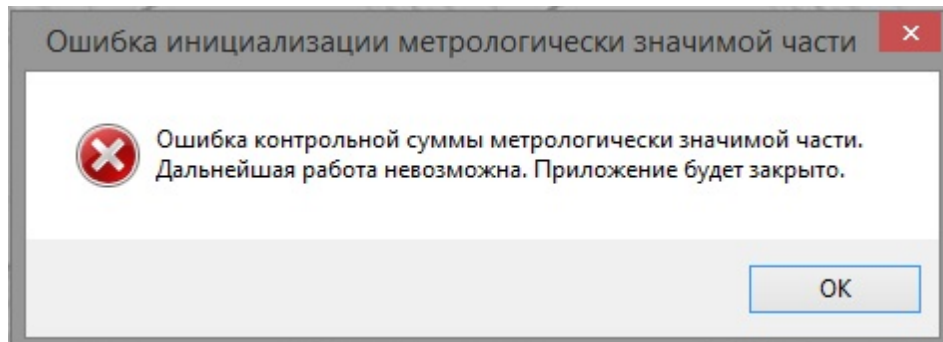 Ошибка инициализации метрологически значимой части
Ошибка контрольной суммы метрологически значимой части.
Дальнейшая работа невозможна. Приложение будет закрыто.
OK